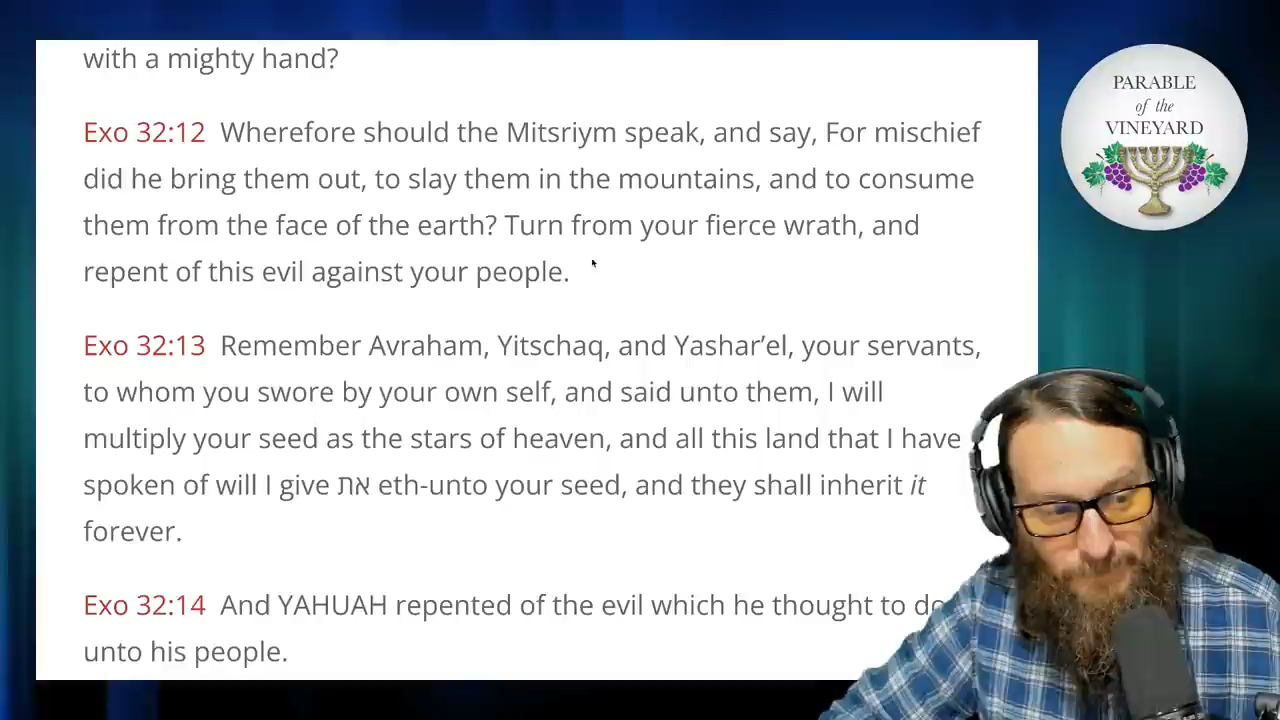 with a mighty hand?
Exo 32:12 Wherefore should the Mitsriym speak, and say, For mischief
did he bring them out, to slay them in the mountains, and to consume
them from the face of the earth? Turn from your fierce wrath, and
repent of this evil against your people.
Exo 32:13 Remember Avraham, Yitschaq, and Yashar’el, your servants,
to whom you swore by your own self, and said unto them, I will
multiply your seed as the stars of heaven, and all this land that I have
spoken of will I give את eth-unto your seed, and they shall inherit it
forever.
Exo 32:14 And YAHUAH repented of the evil which he thought to do
unto his people.
PARABLE
of the
VINEYARD